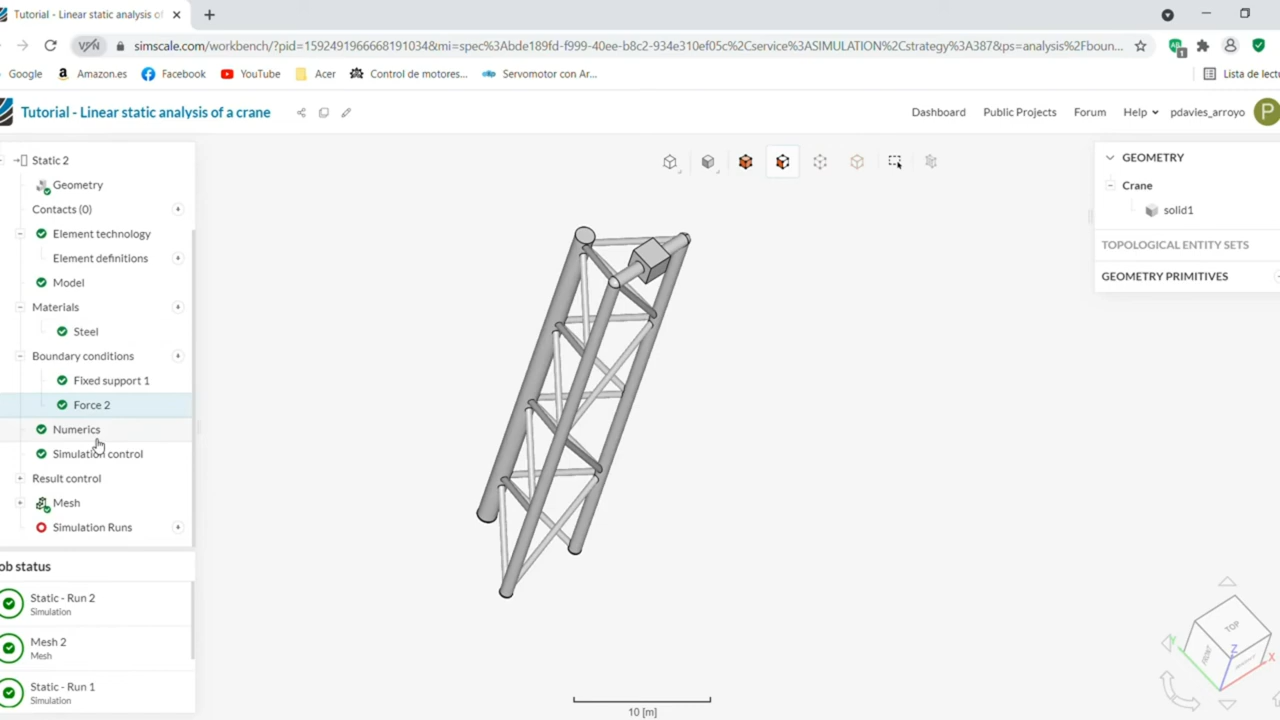 Tutorial - Linear static analysis of
VPN
simscale.com/workbench/?pid=1592491966668191034&mi=spec%3Abde189fd-f999-40ee-b8c2-934e310ef05c%2Cservice%3ASIMULATION%2Cstrategy%3A387&ps=analysis%2Fboun...
1
Google
Amazon.es
Facebook
YouTube
Acer
Control de motores...
Servomotor con Ar...
Lista de lectu
Tutorial - Linear static analysis of a crane
Dashboard
Public Projects
Forum
Help
pdavies_arroyo
P
Static 2
Geometry
Contacts (0)
Element technology
Element definitions
Model
Materials
Steel
Boundary conditions
Fixed support 1
Force 2
Numerics
Simulation control
Result control
Mesh
Simulation Runs
ob status
Static - Run 2
Simulation
Mesh 2
Mesh
Static - Run 1
Simulation
GEOMETRY
Crane
solid1
TOPOLOGICAL ENTITY SETS
GEOMETRY PRIMITIVES
10 [m]
TOP
FRONT
Z
X